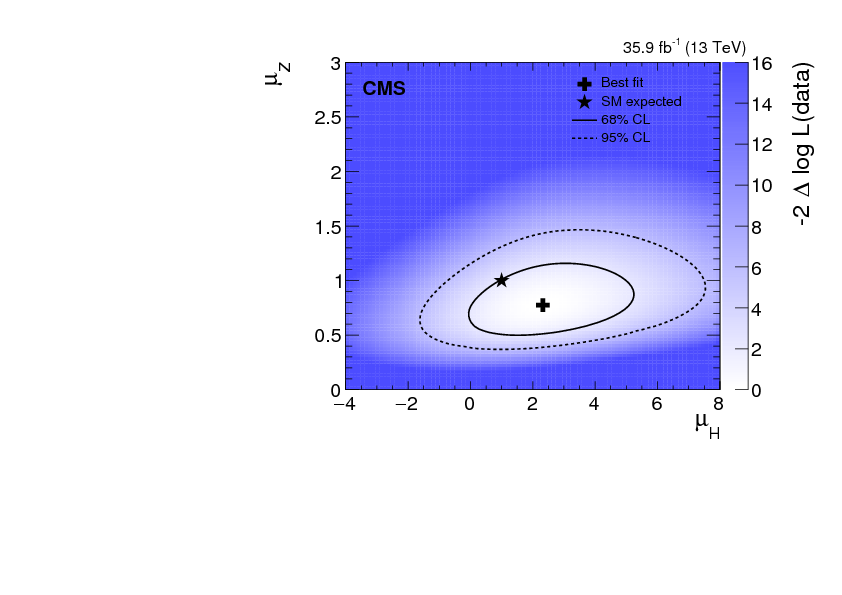 35.9 fb⁻¹ (13 TeV)
μ_Z
CMS
Best fit
SM expected
68% CL
95% CL
3
2.5
2
1.5
1
0.5
0
−4 −2 0 2 4 6 8
μ_H
16
14
12
10
8
6
4
2
0
-2 Δ log L(data)